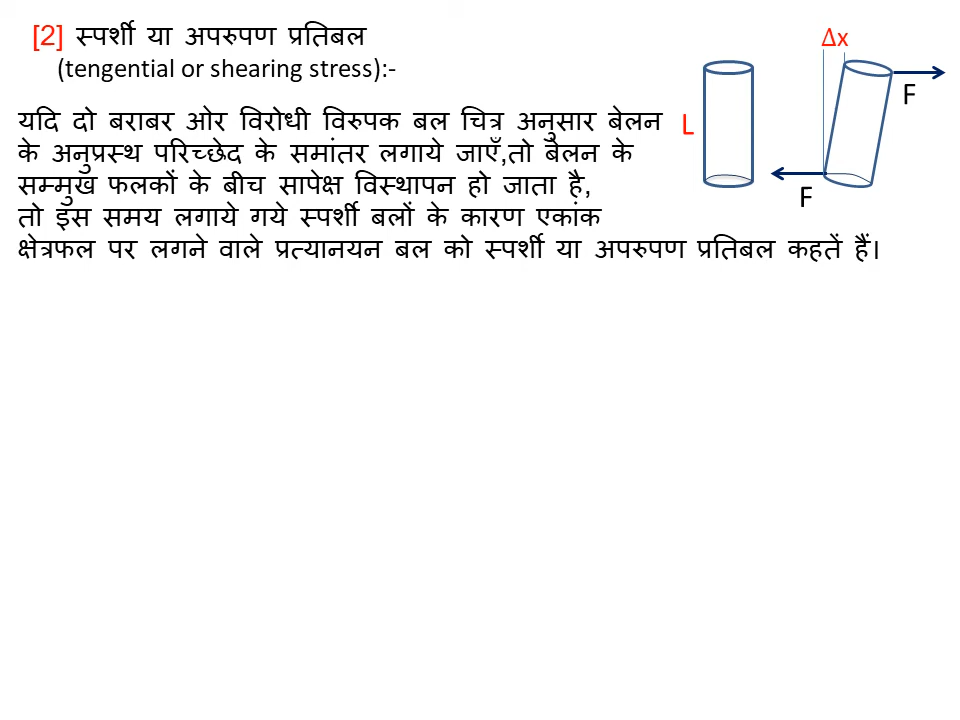 [2] स्पर्शी या अपरुपण प्रतिबल
(tengential or shearing stress):-
यदि दो बराबर ओर विरोधी विरुपक बल चित्र अनुसार बेलन
के अनुप्रस्थ परिच्छेद के समांतर लगाये जाएँ,तो बेलन के
सम्मुख फलकों के बीच सापेक्ष विस्थापन हो जाता है,
तो इस समय लगाये गये स्पर्शी बलों के कारण एकांक
क्षेत्रफल पर लगने वाले प्रत्यानयन बल को स्पर्शी या अपरुपण प्रतिबल कहतें हैं।
Δx
F
L
F